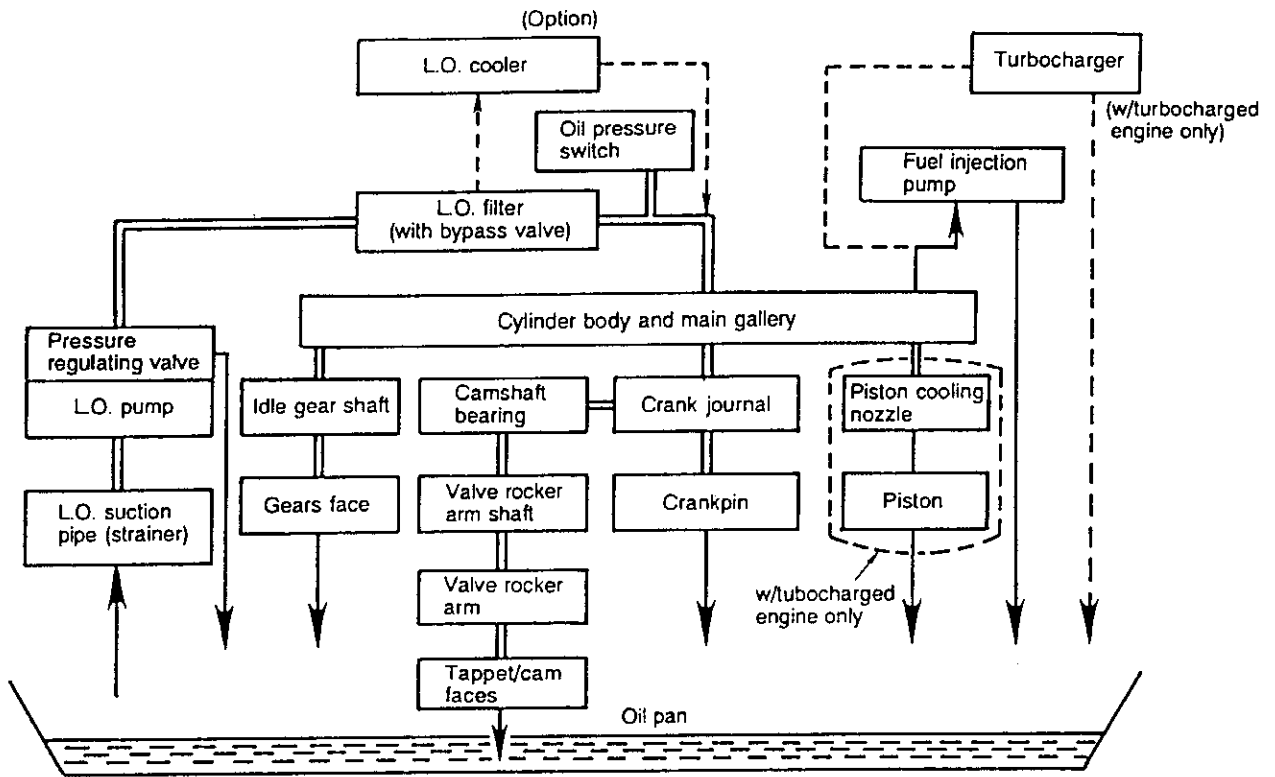 (Option)
L.O. cooler
Turbocharger
(w/turbocharged
engine only)
Oil pressure
switch
Fuel injection
pump
L.O. filter
(with bypass valve)
Cylinder body and main gallery
Pressure
regulating valve
L.O. pump
Idle gear shaft
Camshaft
bearing
Crank journal
Piston cooling
nozzle
L.O. suction
pipe (strainer)
Gears face
Valve rocker
arm shaft
Crankpin
Piston
Valve rocker
arm
w/tubocharged
engine only
Tappet/cam
faces
Oil pan